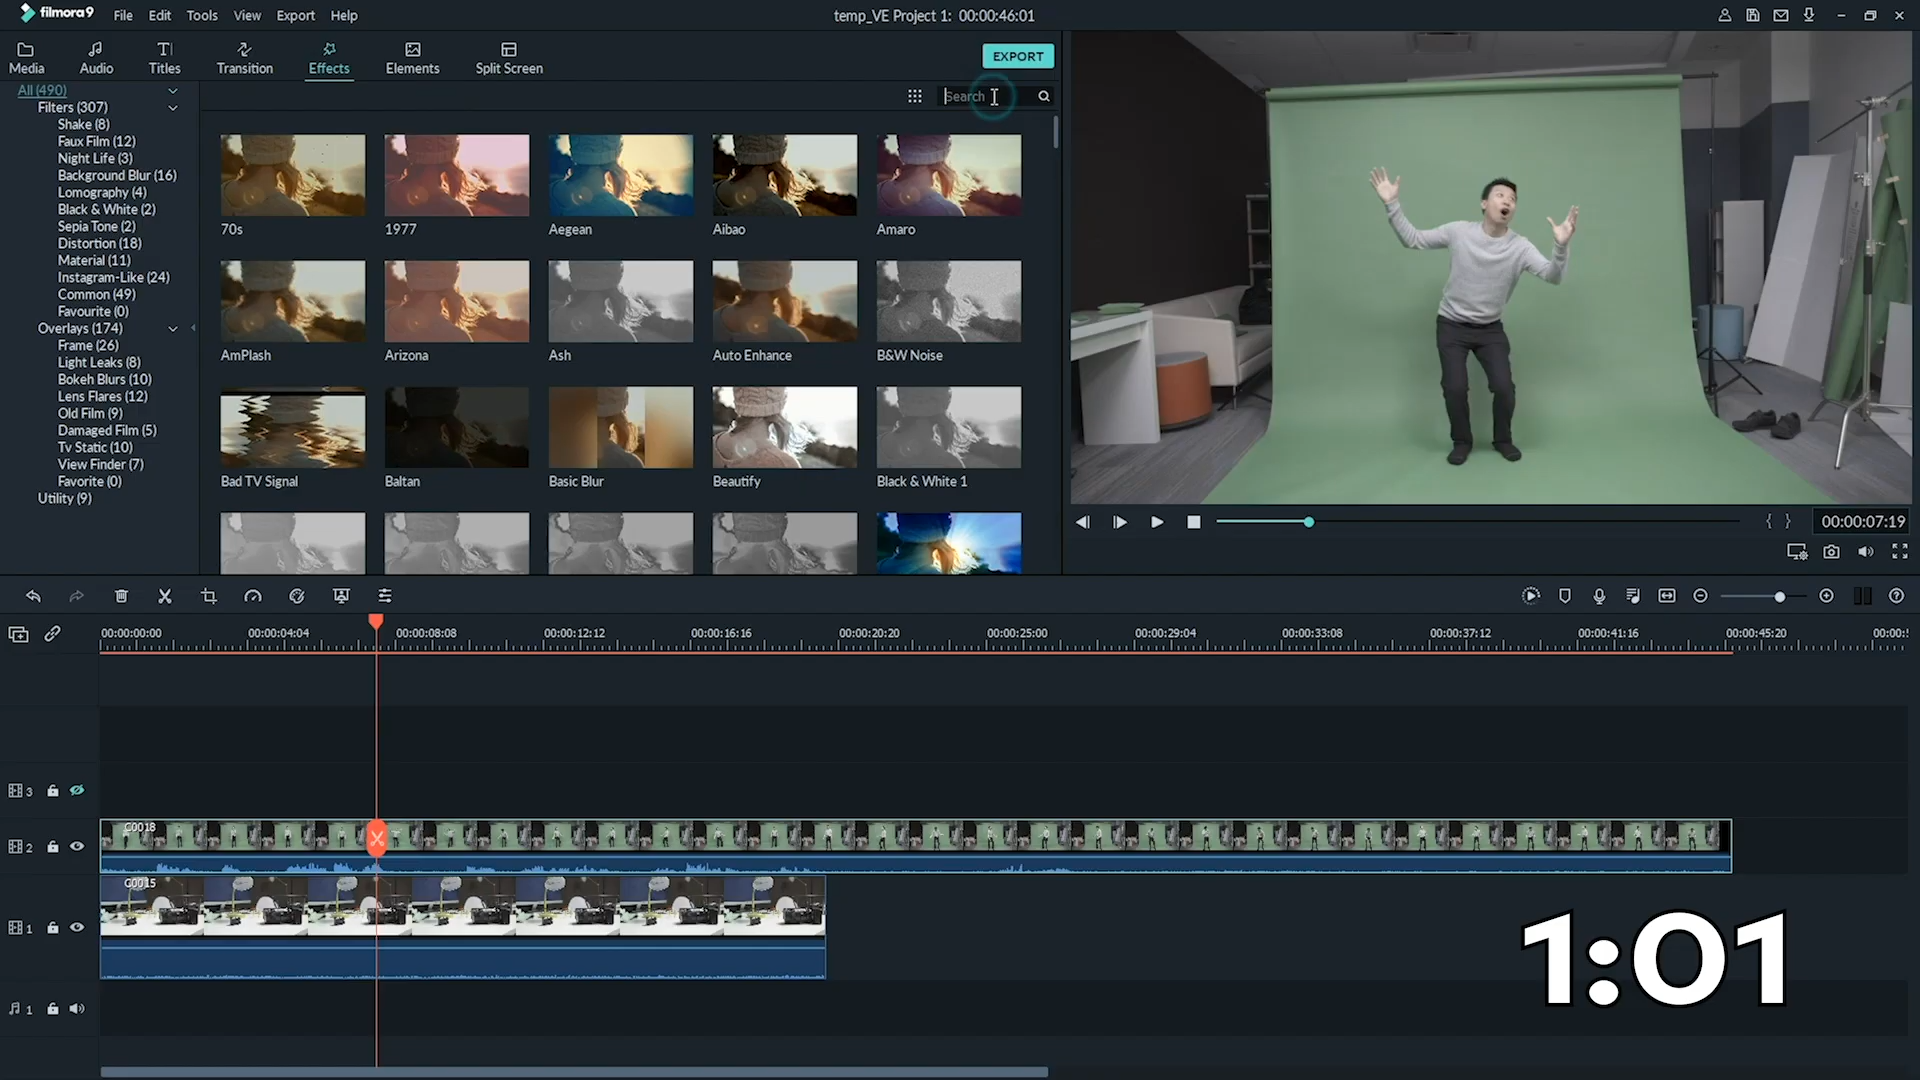 filmora9 File Edit Tools View Export Help temp_VE Project 1: 00:00:46:01
Media Audio Titles Transition Effects Elements Split Screen EXPORT
All (490)
Filters (307)
Shake (8)
Faux Film (12)
Night Life (3)
Background Blur (16)
Lomography (4)
Black & White (2)
Sepia Tone (2)
Distortion (18)
Material (11)
Instagram-Like (24)
Common (49)
Favourite (0)
Overlays (174)
Frame (26)
Light Leaks (8)
Bokeh Blurs (10)
Lens Flares (12)
Old Film (9)
Damaged Film (5)
Tv Static (10)
View Finder (7)
Favorite (0)
Utility (9)
Search
70s 1977 Aegean Aibao Amaro
AmPlash Arizona Ash Auto Enhance B&W Noise
Bad TV Signal Baltan Basic Blur Beautify Black & White 1
{ } 00:00:07:19
00:00:00:00 00:00:04:04 00:00:08:08 00:00:12:12 00:00:16:16 00:00:20:20 00:00:25:00 00:00:29:04 00:00:33:08 00:00:37:12 00:00:41:16 00:00:45:20
3
C0018
2
C0015
1
1
1:01